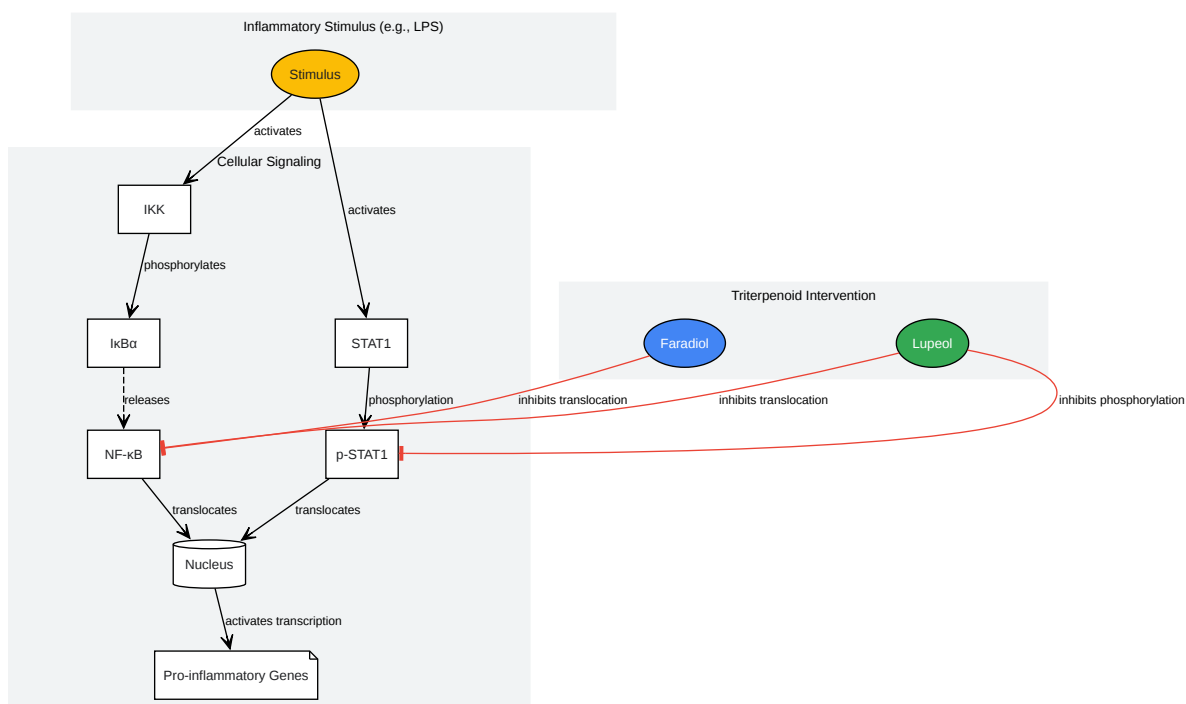 Inflammatory Stimulus (e.g., LPS)
Stimulus
activates
Cellular Signaling
IKK
activates
phosphorylates
Triterpenoid Intervention
IκBα
STAT1
Faradiol
Lupeol
releases
phosphorylation
inhibits translocation
inhibits translocation
inhibits phosphorylation
NF-κB
p-STAT1
translocates
translocates
Nucleus
activates transcription
Pro-inflammatory Genes